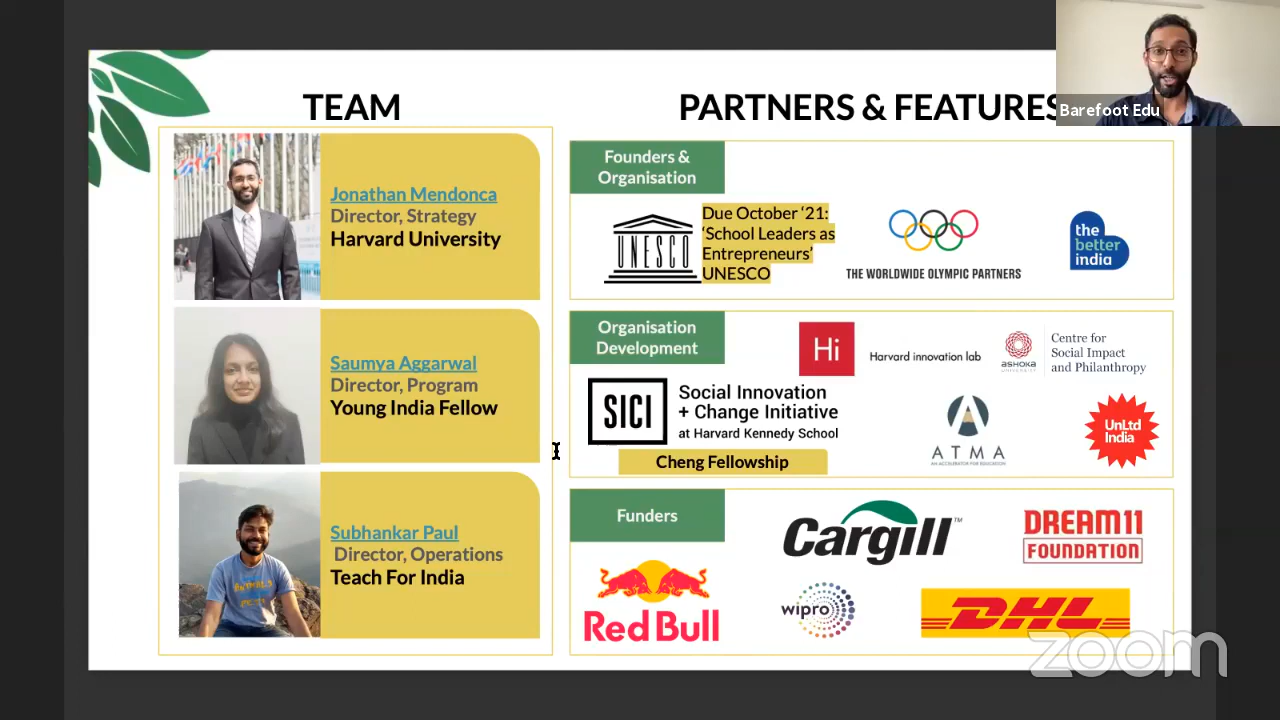 TEAM
PARTNERS & FEATURES
Barefoot Edu
Jonathan Mendonca
Director, Strategy
Harvard University
Saumya Aggarwal
Director, Program
Young India Fellow
Subhankar Paul
Director, Operations
Teach For India
Founders &
Organisation
UNESCO
Due October ‘21:
‘School Leaders as
Entrepreneurs’
UNESCO
THE WORLDWIDE OLYMPIC PARTNERS
the
better
india
Organisation
Development
Hi
Harvard innovation lab
ASHOKA
UNIVERSITY
Centre for
Social Impact
and Philanthropy
SICI
Social Innovation
+ Change Initiative
at Harvard Kennedy School
Cheng Fellowship
ATMA
AN ACCELERATOR FOR EDUCATION
UnLtd
India
Funders
Cargill™
DREAM11
FOUNDATION
Red Bull
wipro
DHL
zoom